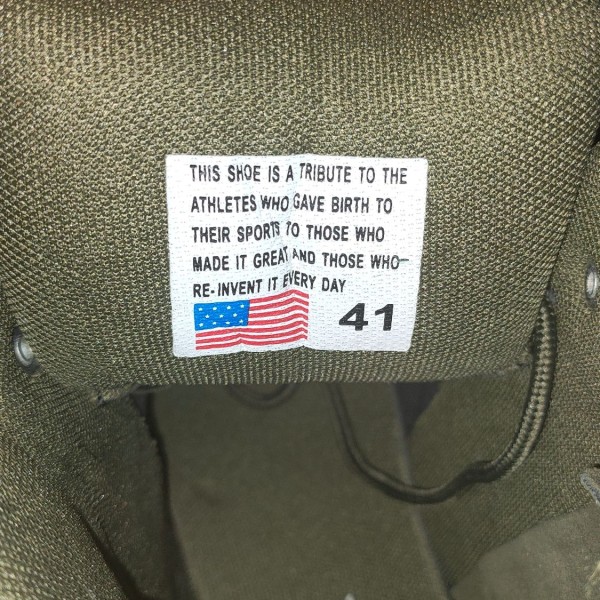 THIS SHOE IS A TRIBUTE TO THE
ATHLETES WHO GAVE BIRTH TO
THEIR SPORTS TO THOSE WHO
MADE IT GREAT AND THOSE WHO
RE-INVENT IT EVERY DAY
41